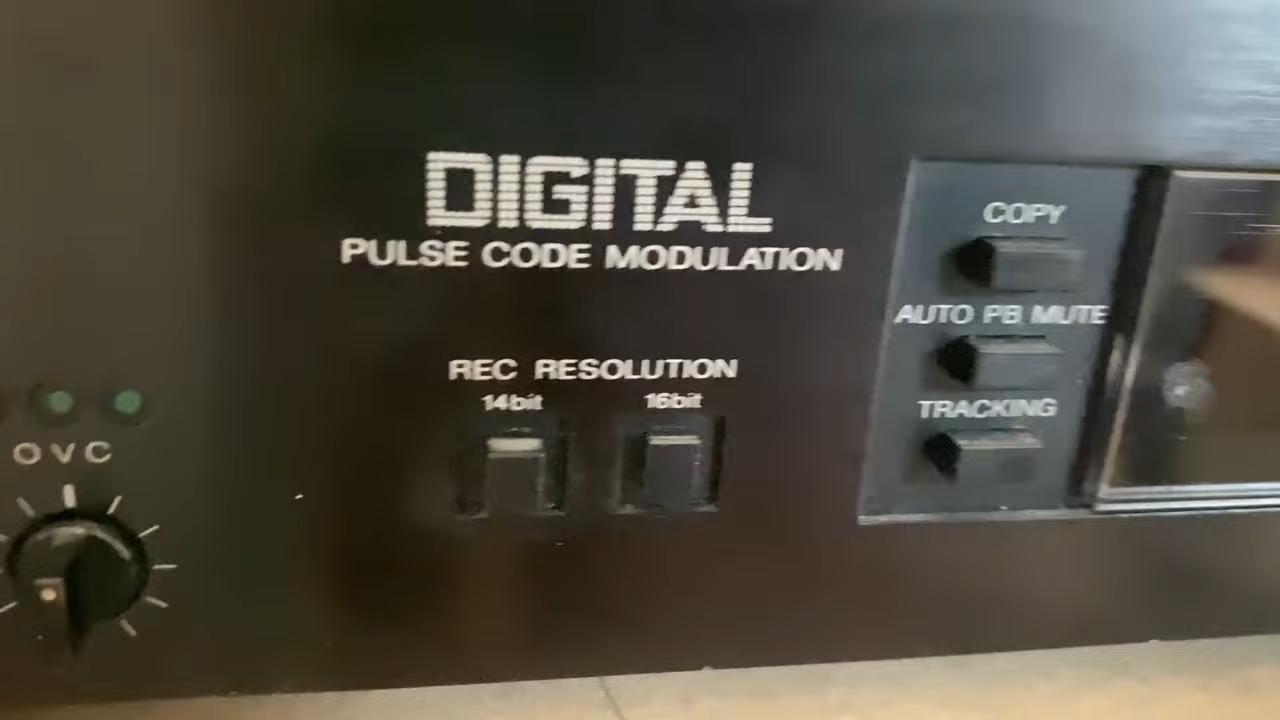 DIGITAL
PULSE CODE MODULATION
REC RESOLUTION
14bit
16bit
COPY
AUTO PB MUTE
TRACKING
OVC